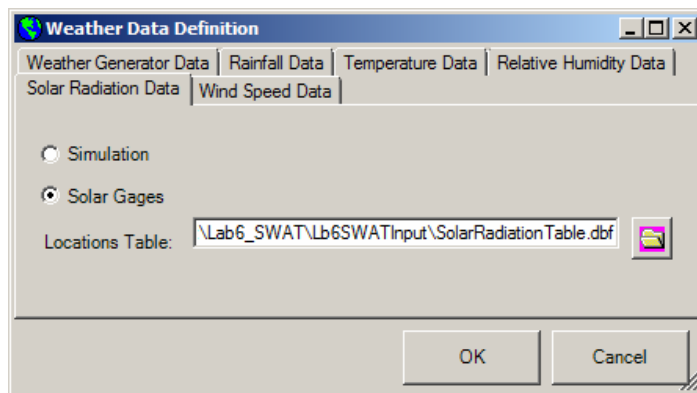 Weather Data Definition
Weather Generator Data Rainfall Data Temperature Data Relative Humidity Data
Solar Radiation Data Wind Speed Data
Simulation
Solar Gages
Locations Table: \Lab6_SWAT\Lb6SWATInput\SolarRadiationTable.dbf
OK Cancel